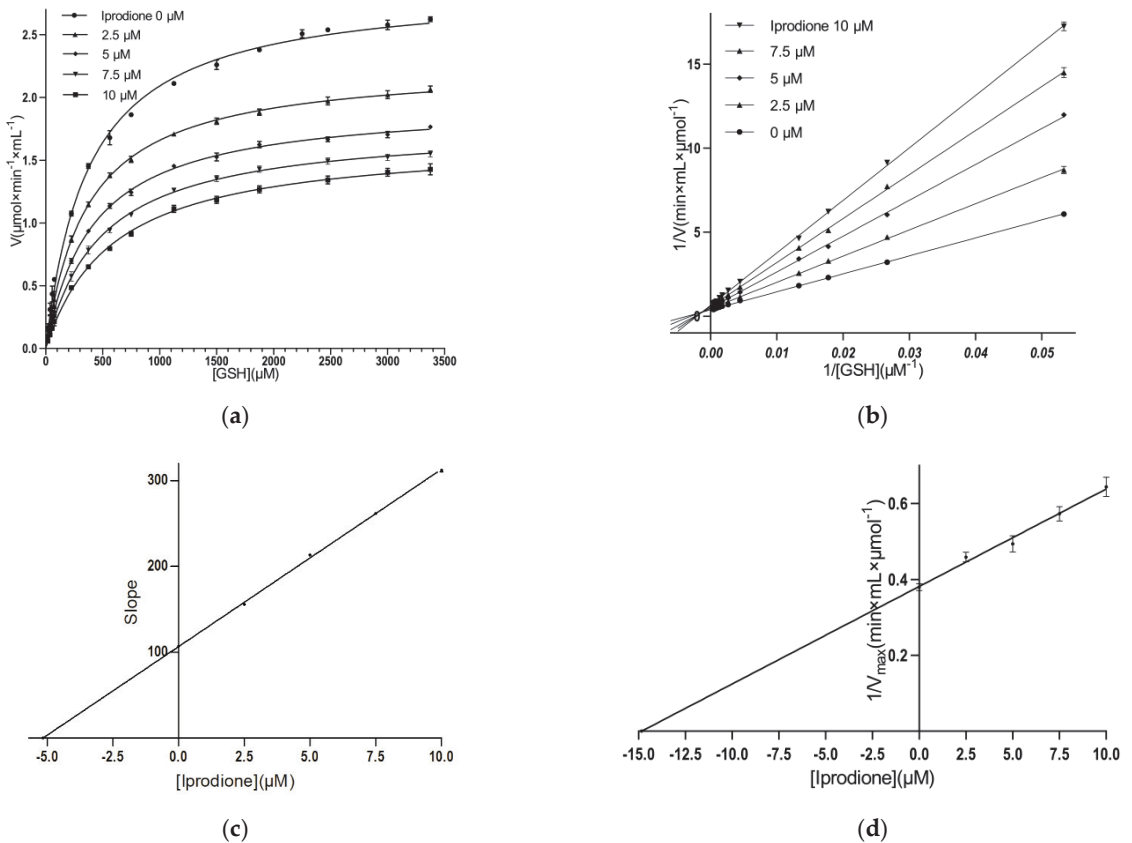 Iprodione 0 µM
2.5 µM
5 µM
7.5 µM
10 µM
V(µmol×min⁻¹×mL⁻¹)
2.5
2.0
1.5
1.0
0.5
0.0
0 500 1000 1500 2000 2500 3000 3500
[GSH](µM)
(a)
Iprodione 10 µM
7.5 µM
5 µM
2.5 µM
0 µM
1/V(min×mL×µmol⁻¹)
15
10
5
0
0.00 0.01 0.02 0.03 0.04 0.05
1/[GSH](µM⁻¹)
(b)
Slope
300
200
100
-5.0 -2.5 0.0 2.5 5.0 7.5 10.0
[Iprodione](µM)
(c)
1/Vmax(min×mL×µmol⁻¹)
0.6
0.4
0.2
-15.0 -12.5 -10.0 -7.5 -5.0 -2.5 0.0 2.5 5.0 7.5 10.0
[Iprodione](µM)
(d)